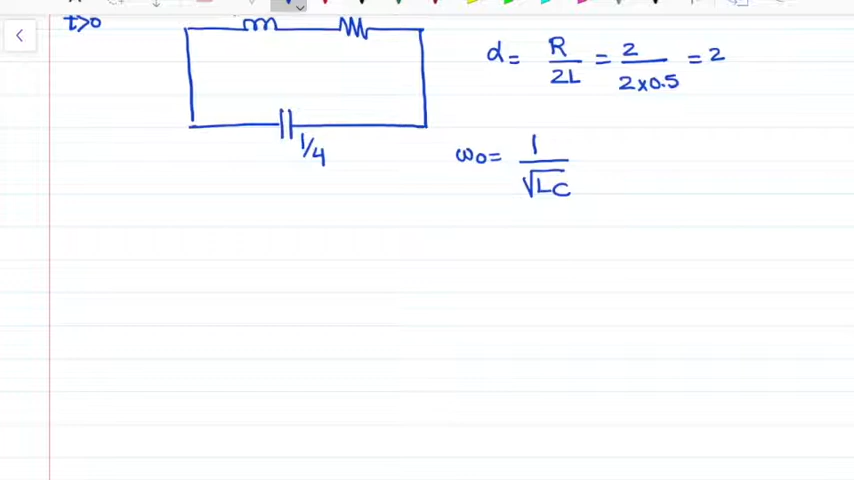 t>0
α = R/2L = 2/2×0.5 = 2
1/4
ω0 = 1/√LC